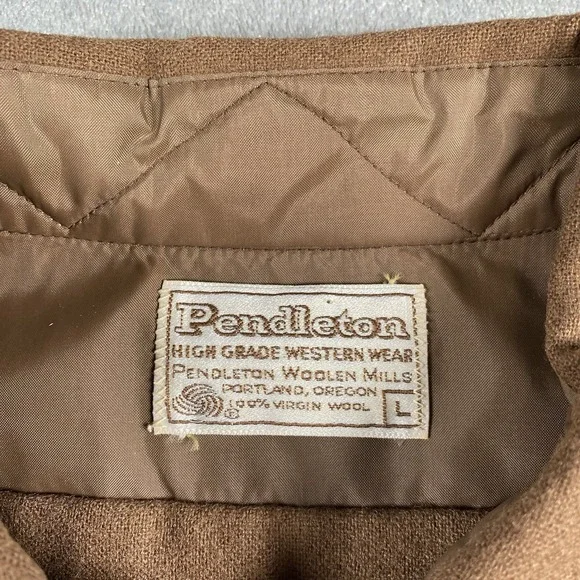 Pendleton
HIGH GRADE WESTERN WEAR
PENDLETON WOOLEN MILLS
PORTLAND, OREGON
® 100% VIRGIN WOOL L